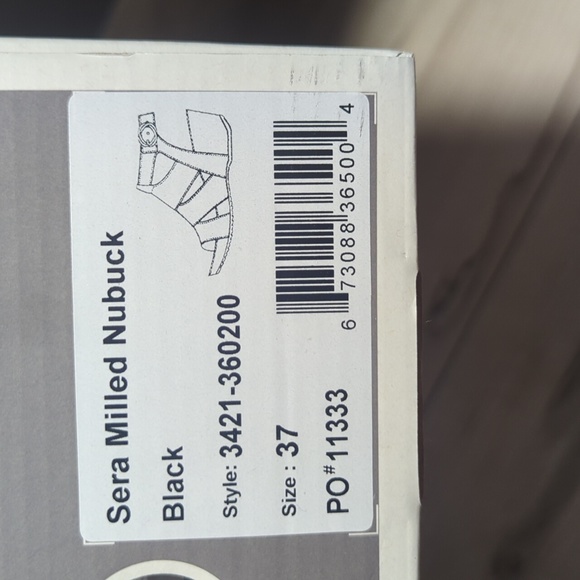 Sera Milled Nubuck
Black
Style: 3421-360200
Size : 37
PO#11333
6 73088 36500 4